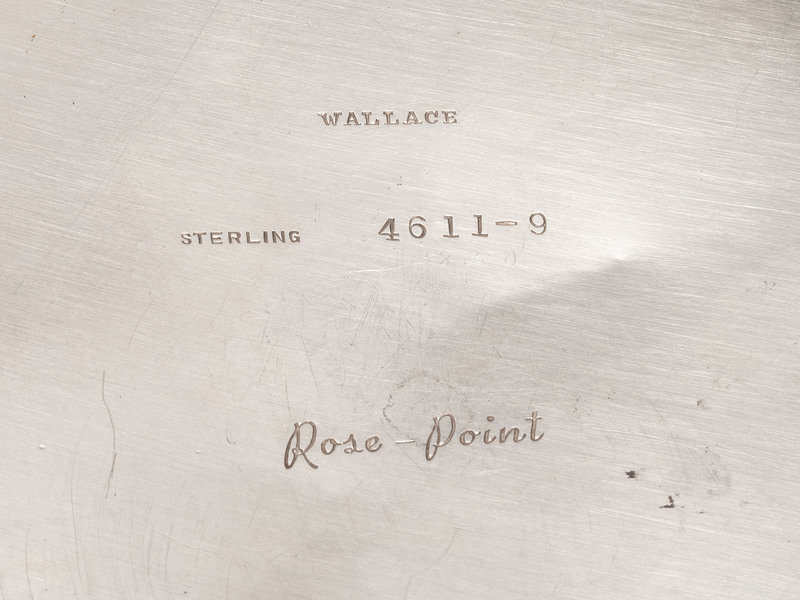 WALLACE
STERLING 4611-9
Rose-Point